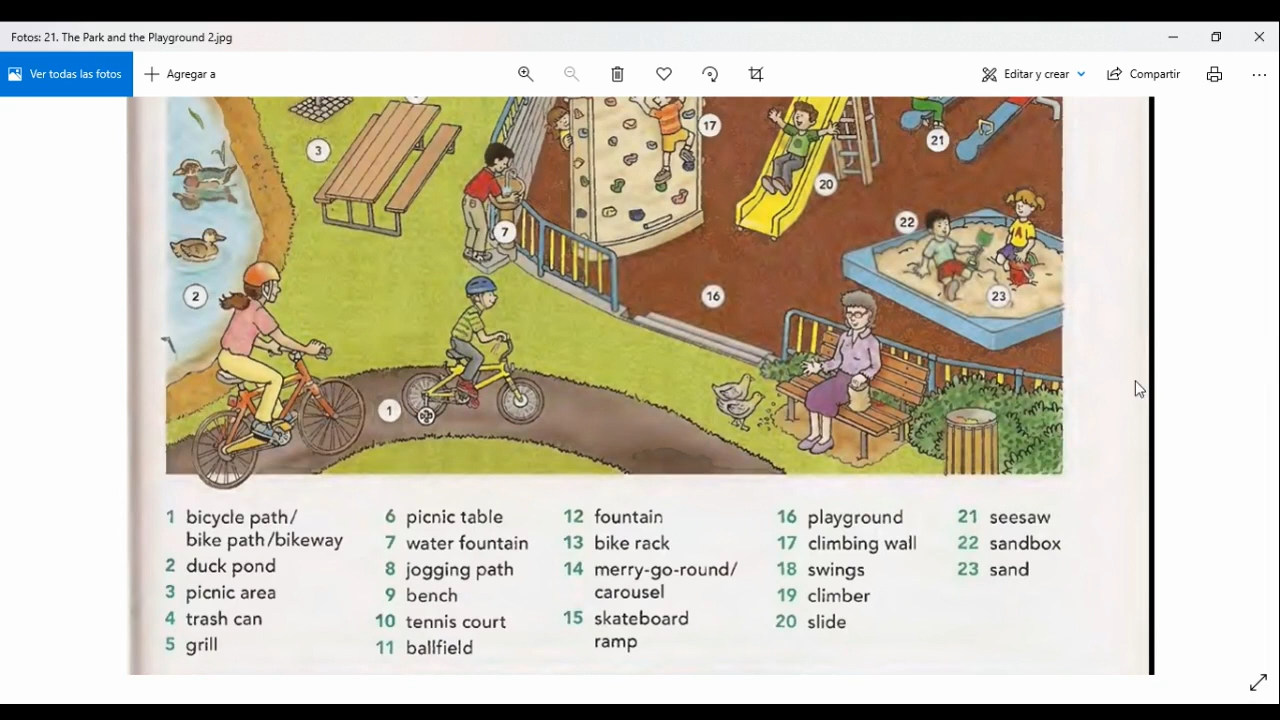 Fotos: 21. The Park and the Playground 2.jpg
Ver todas las fotos
Agregar a
Editar y crear
Compartir
3
17
21
20
22
7
A
2
16
23
1
1 bicycle path/
bike path/bikeway
2 duck pond
3 picnic area
4 trash can
5 grill
6 picnic table
7 water fountain
8 jogging path
9 bench
10 tennis court
11 ballfield
12 fountain
13 bike rack
14 merry-go-round/
carousel
15 skateboard
ramp
16 playground
17 climbing wall
18 swings
19 climber
20 slide
21 seesaw
22 sandbox
23 sand